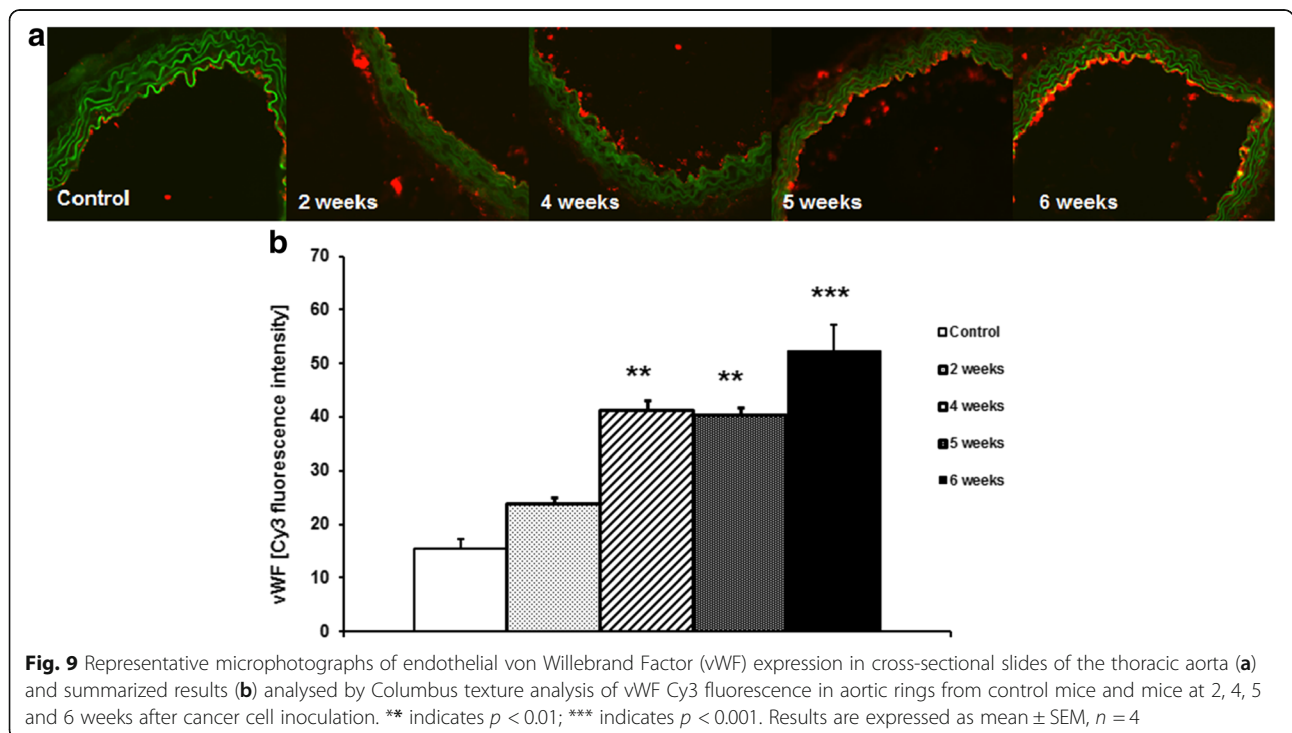 a
Control
2 weeks
4 weeks
5 weeks
6 weeks
b
vWF [Cy3 fluorescence intensity]
70
60
50
40
30
20
10
0
**
**
***
Control
2 weeks
4 weeks
5 weeks
6 weeks
Fig. 9 Representative microphotographs of endothelial von Willebrand Factor (vWF) expression in cross-sectional slides of the thoracic aorta (a)
and summarized results (b) analysed by Columbus texture analysis of vWF Cy3 fluorescence in aortic rings from control mice and mice at 2, 4, 5
and 6 weeks after cancer cell inoculation. ** indicates p < 0.01; *** indicates p < 0.001. Results are expressed as mean ± SEM, n = 4